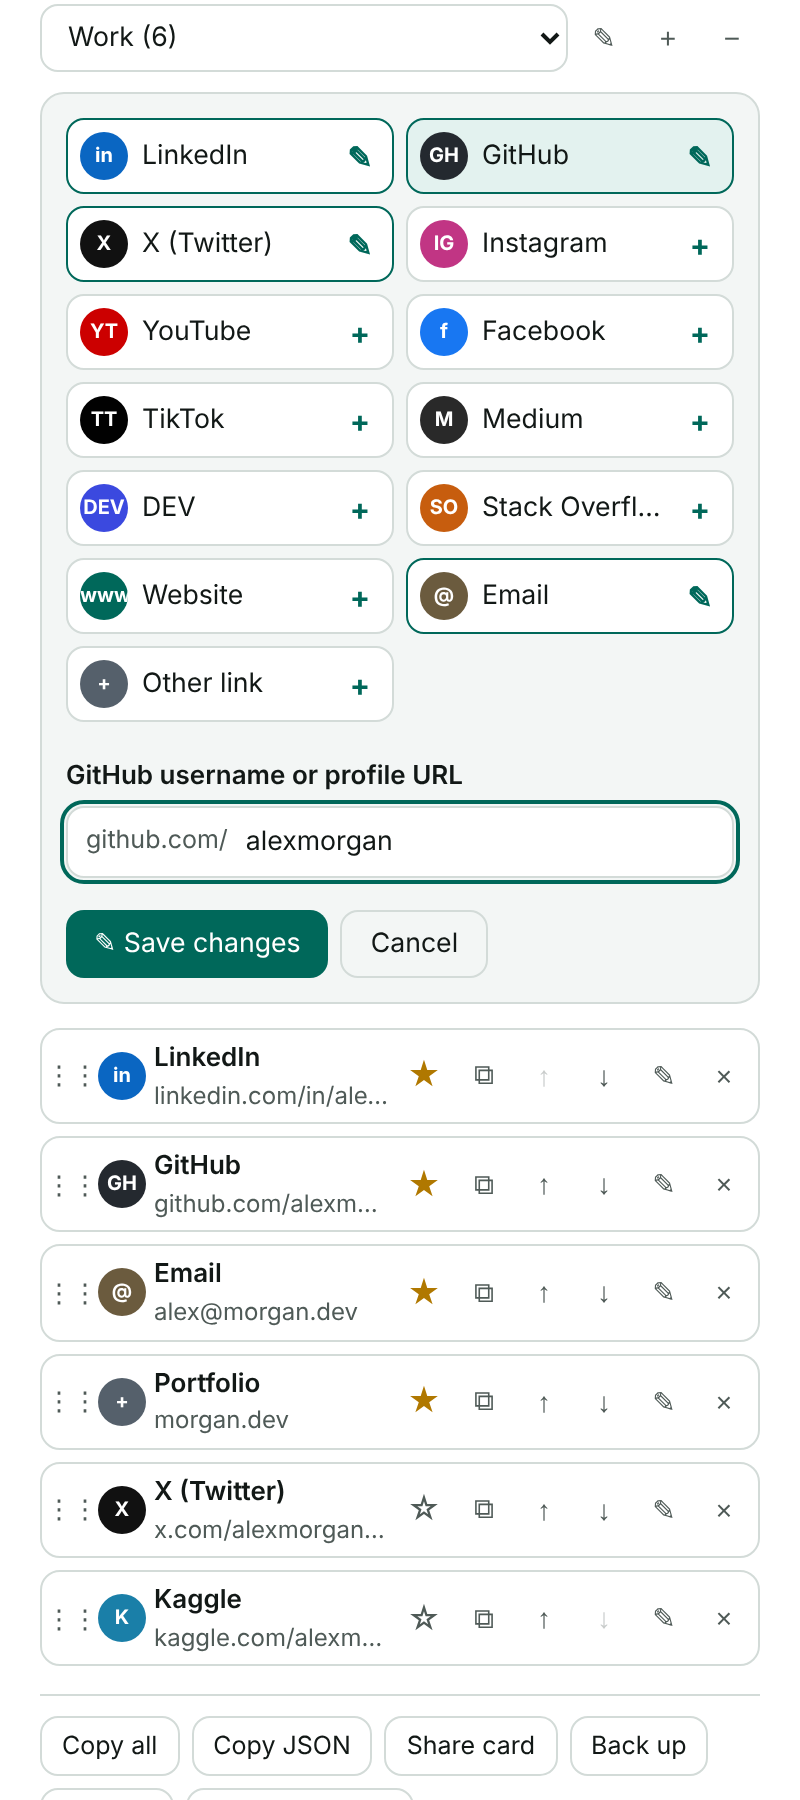 Work (6)
in LinkedIn
GH GitHub
X X (Twitter)
IG Instagram
YT YouTube
f Facebook
TT TikTok
M Medium
DEV DEV
SO Stack Overfl...
www Website
@ Email
+ Other link
GitHub username or profile URL
github.com/ alexmorgan
✎ Save changes
Cancel
in LinkedIn
linkedin.com/in/ale...
GH GitHub
github.com/alexm...
@ Email
alex@morgan.dev
+ Portfolio
morgan.dev
X X (Twitter)
x.com/alexmorgan...
K Kaggle
kaggle.com/alexm...
Copy all
Copy JSON
Share card
Back up